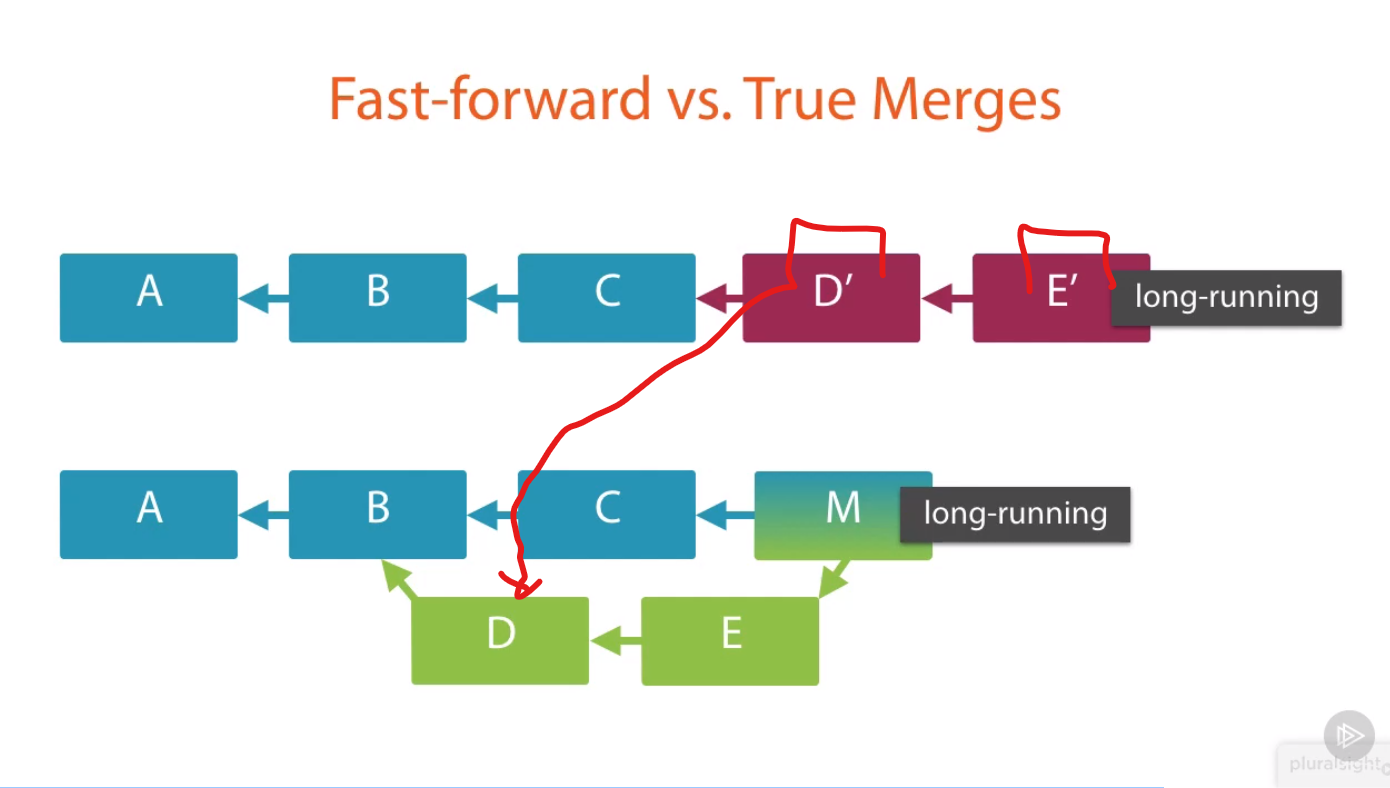 Fast-forward vs. True Merges
A B C D’ E’ long-running
A B C M long-running
D E
pluralsight